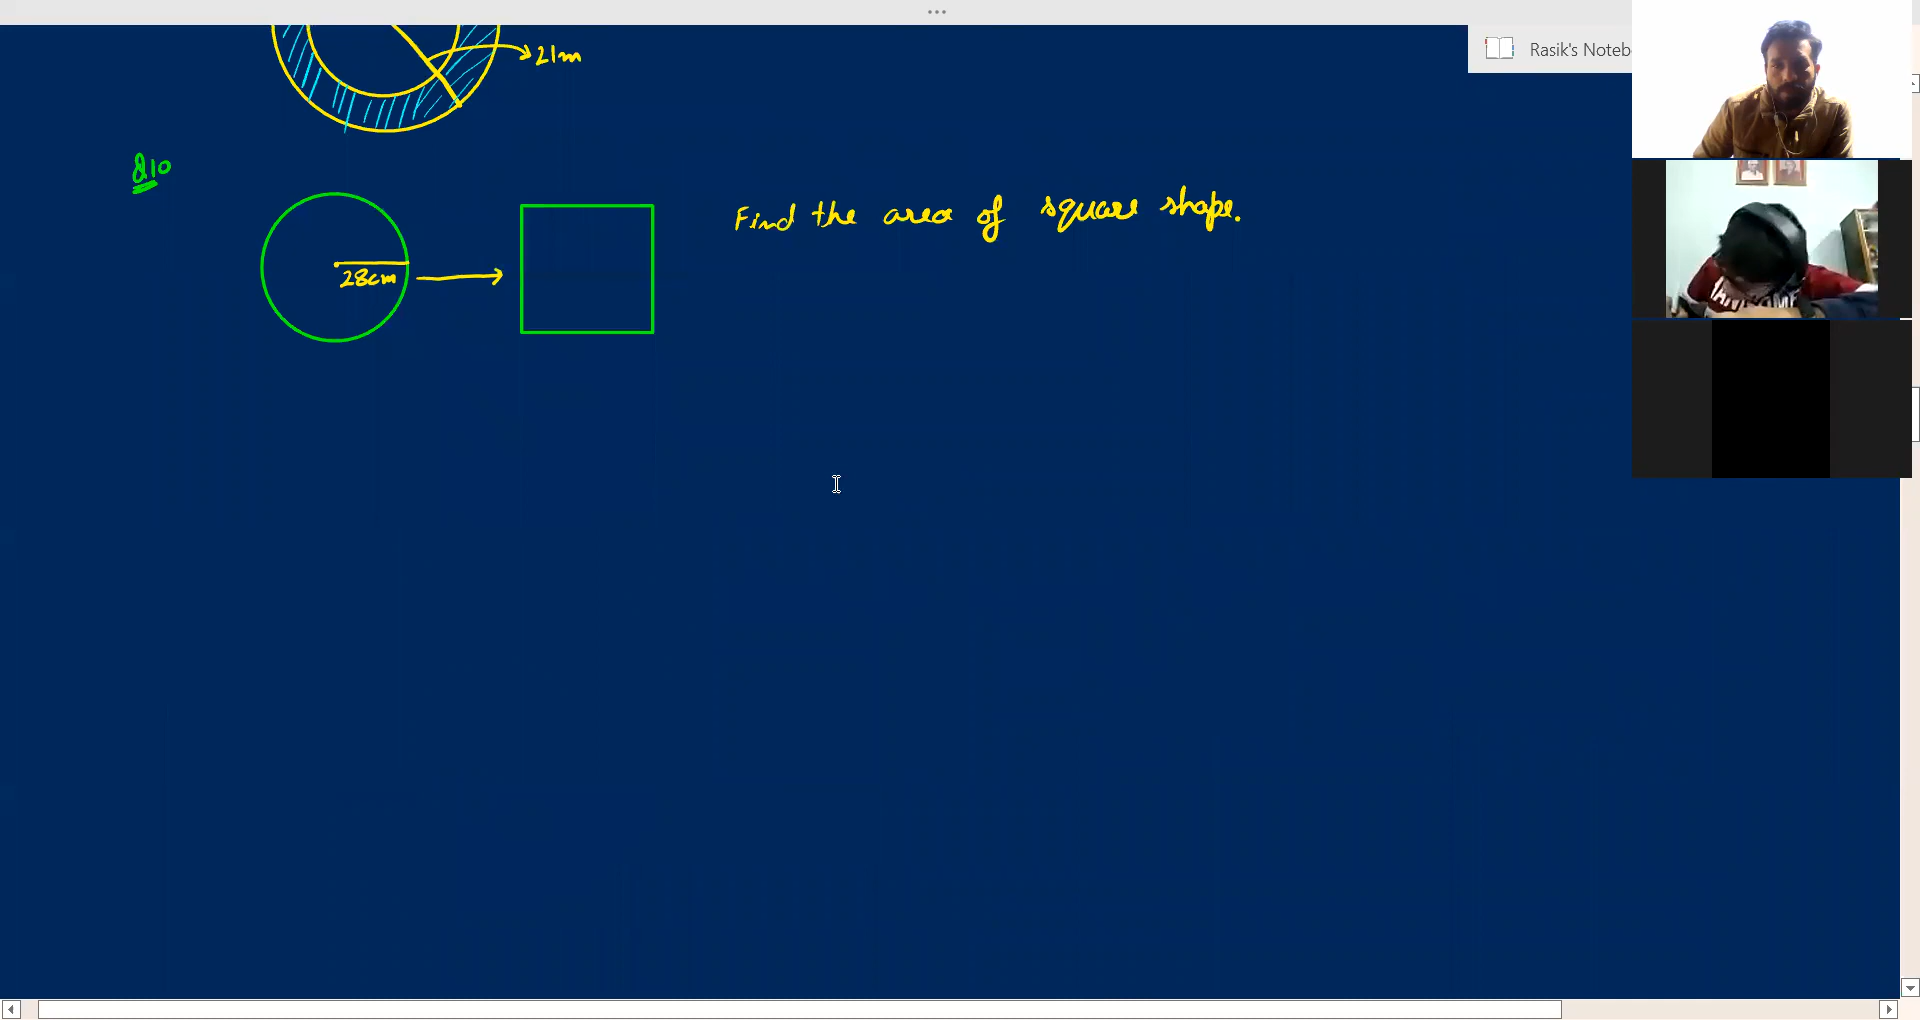 21m
Rasik's Noteb
Q10
Find the area of square shape.
28cm